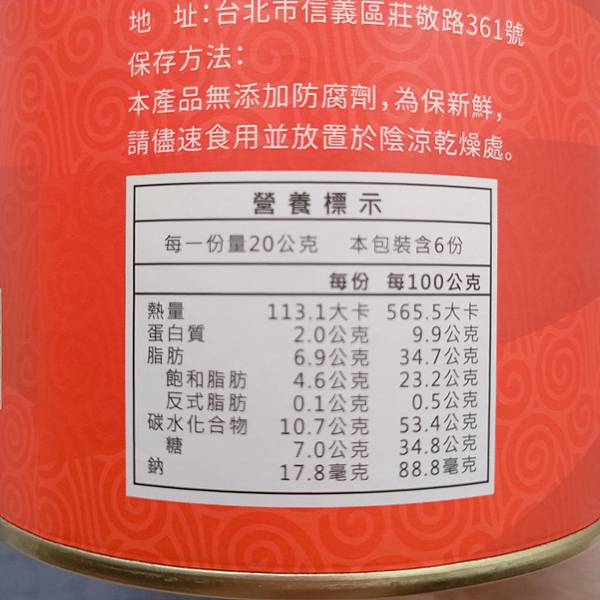 地 址：台北市信義區莊敬路361號
保存方法：
本產品無添加防腐劑，為保新鮮，
請儘速食用並放置於陰涼乾燥處。
營養標示
每一份量20公克 本包裝含6份
每份 每100公克
熱量 113.1大卡 565.5大卡
蛋白質 2.0公克 9.9公克
脂肪 6.9公克 34.7公克
飽和脂肪 4.6公克 23.2公克
反式脂肪 0.1公克 0.5公克
碳水化合物 10.7公克 53.4公克
糖 7.0公克 34.8公克
鈉 17.8毫克 88.8毫克